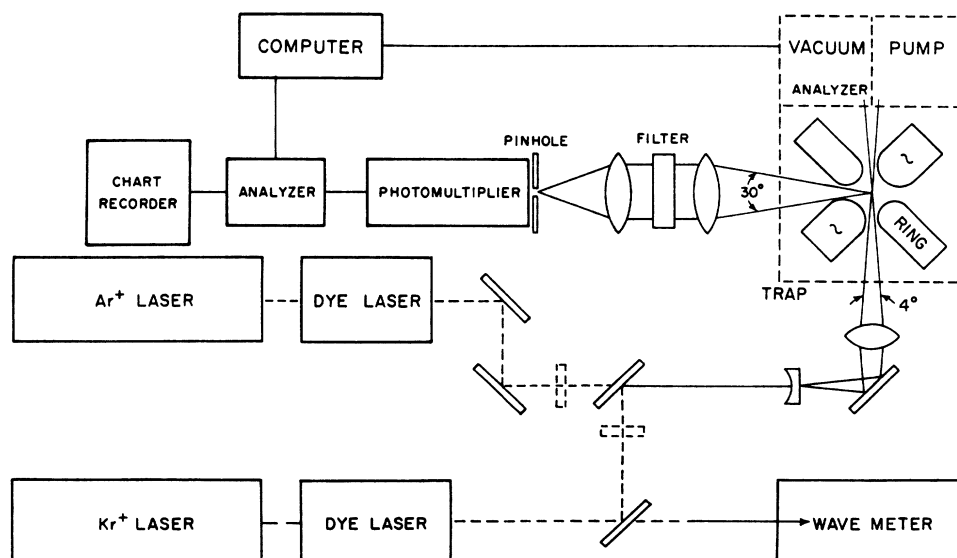 COMPUTER
VACUUM
PUMP
ANALYZER
PINHOLE
FILTER
CHART
RECORDER
ANALYZER
PHOTOMULTIPLIER
30°
~
~
RING
TRAP
4°
Ar+ LASER
DYE LASER
Kr+ LASER
DYE LASER
WAVE METER